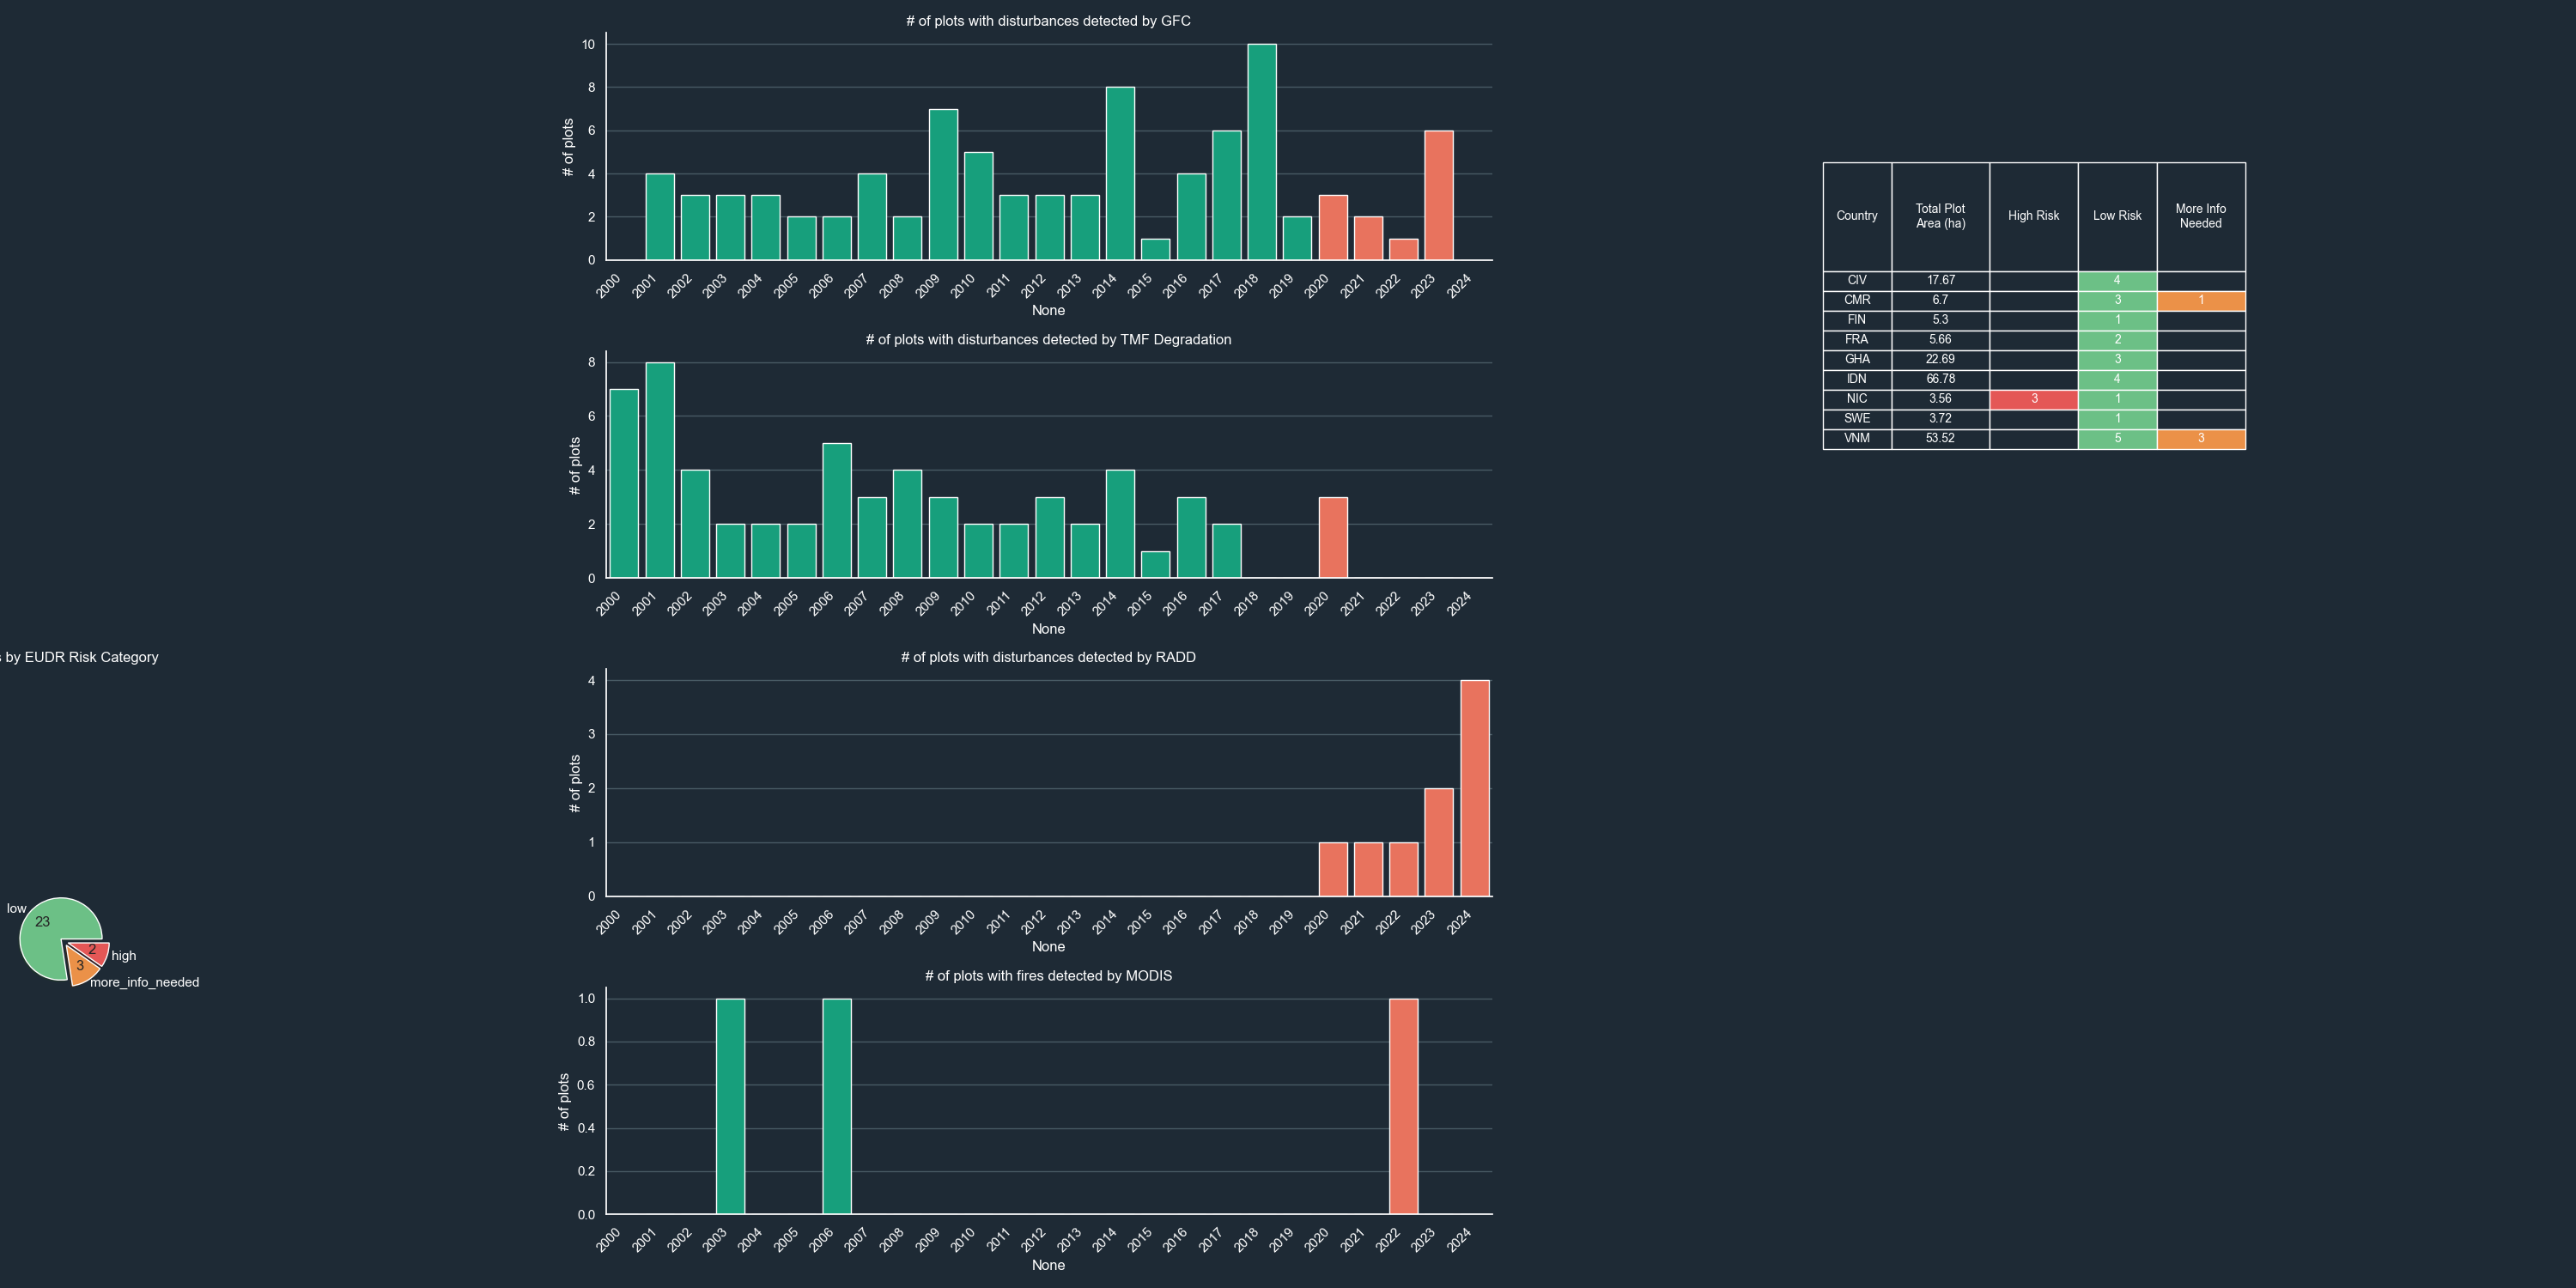 # of plots with disturbances detected by GFC
# of plots
10
8
6
4
2
0
2000 2001 2002 2003 2004 2005 2006 2007 2008 2009 2010 2011 2012 2013 2014 2015 2016 2017 2018 2019 2020 2021 2022 2023 2024
None
# of plots with disturbances detected by TMF Degradation
# of plots
8
6
4
2
0
2000 2001 2002 2003 2004 2005 2006 2007 2008 2009 2010 2011 2012 2013 2014 2015 2016 2017 2018 2019 2020 2021 2022 2023 2024
None
s by EUDR Risk Category
low
23
2
high
3
more_info_needed
# of plots with disturbances detected by RADD
# of plots
4
3
2
1
0
2000 2001 2002 2003 2004 2005 2006 2007 2008 2009 2010 2011 2012 2013 2014 2015 2016 2017 2018 2019 2020 2021 2022 2023 2024
None
# of plots with fires detected by MODIS
# of plots
1.0
0.8
0.6
0.4
0.2
0.0
2000 2001 2002 2003 2004 2005 2006 2007 2008 2009 2010 2011 2012 2013 2014 2015 2016 2017 2018 2019 2020 2021 2022 2023 2024
None
Country Total Plot Area (ha) High Risk Low Risk More Info Needed
CIV 17.67 4
CMR 6.7 3 1
FIN 5.3 1
FRA 5.66 2
GHA 22.69 3
IDN 66.78 4
NIC 3.56 3 1
SWE 3.72 1
VNM 53.52 5 3